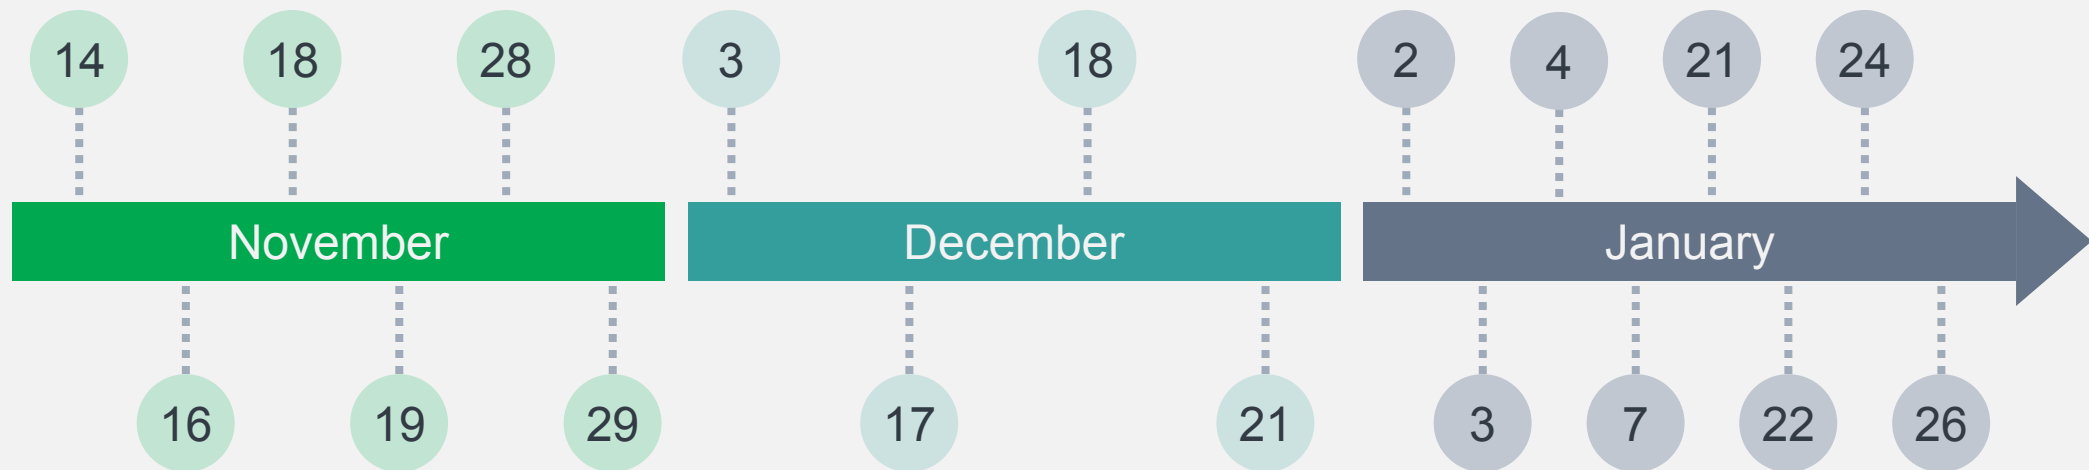 14 18 28 3 18 2 4 21 24
November December January
16 19 29 17 21 3 7 22 26